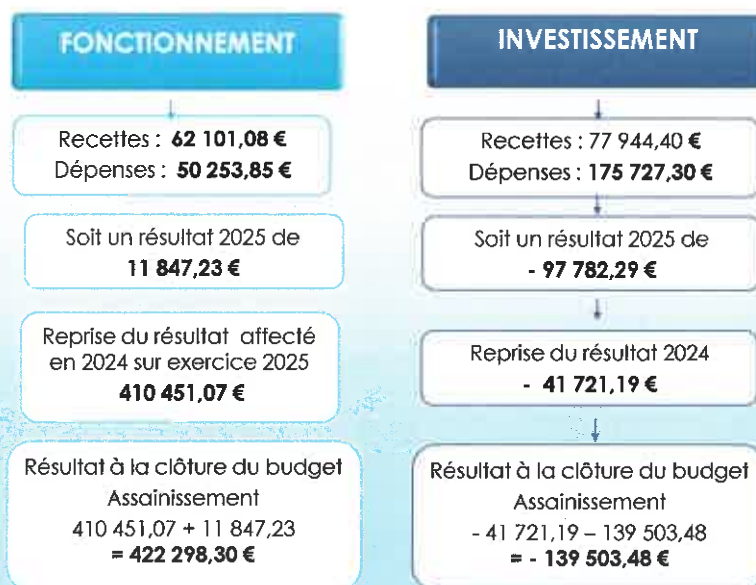 FONCTIONNEMENT
Recettes : 62 101,08 €
Dépenses : 50 253,85 €
Soit un résultat 2025 de
11 847,23 €
Reprise du résultat affecté
en 2024 sur exercice 2025
410 451,07 €
Résultat à la clôture du budget
Assainissement
410 451,07 + 11 847,23
= 422 298,30 €
INVESTISSEMENT
Recettes : 77 944,40 €
Dépenses : 175 727,30 €
Soit un résultat 2025 de
- 97 782,29 €
Reprise du résultat 2024
- 41 721,19 €
Résultat à la clôture du budget
Assainissement
- 41 721,19 – 139 503,48
= - 139 503,48 €